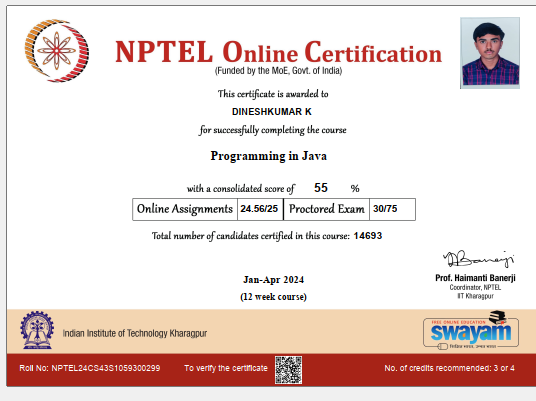 NPTEL Online Certification
(Funded by the MoE, Govt. of India)
This certificate is awarded to
DINESHKUMAR K
for successfully completing the course
Programming in Java
with a consolidated score of 55 %
Online Assignments 24.56/25 Proctored Exam 30/75
Total number of candidates certified in this course: 14693
Jan-Apr 2024
(12 week course)
Prof. Haimanti Banerji
Coordinator, NPTEL
IIT Kharagpur
Indian Institute of Technology Kharagpur
FREE ONLINE EDUCATION
swayam
शिक्षित भारत, उन्नत भारत
Roll No: NPTEL24CS43S1059300299 To verify the certificate No. of credits recommended: 3 or 4